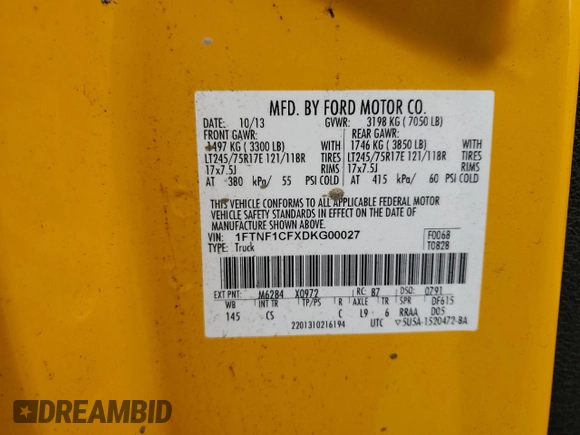 MFD. BY FORD MOTOR CO.
DATE: 10/13 GVWR: 3198 KG ( 7050 LB)
FRONT GAWR: REAR GAWR:
1497 KG ( 3300 LB) WITH 1746 KG ( 3850 LB) WITH
LT245/75R17E 121/118R TIRES LT245/75R17E 121/118R TIRES
17x7.5J RIMS 17x7.5J RIMS
AT 380 kPa/ 55 PSI COLD AT 415 kPa/ 60 PSI COLD
THIS VEHICLE CONFORMS TO ALL APPLICABLE FEDERAL MOTOR
VEHICLE SAFETY STANDARDS IN EFFECT ON THE DATE OF
MANUFACTURE SHOWN ABOVE.
VIN: 1FTNF1CFXDKG00027 F0068
TYPE: Truck T0828
EXT PNT: M6284 X0972 RC: 87 DSO: 0791
WB INT TR TP/PS R AXLE TR SPR DF615
145 CS C L9 6 RRAA D05
2201310216194 UTC ▽5U5A-1520472-BA
DREAMBID